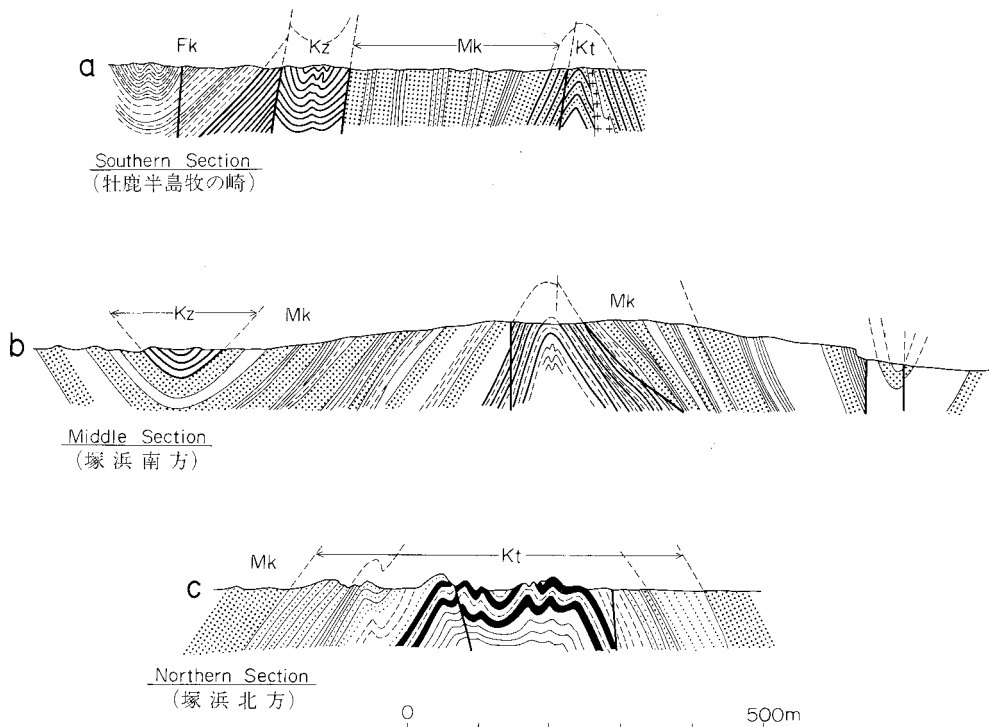 Fk Kz Mk Kt
a
Southern Section
(牡鹿半島牧の崎)
Kz Mk Mk
b
Middle Section
(塚浜南方)
Mk Kt
c
Northern Section
(塚浜北方)
0 500m